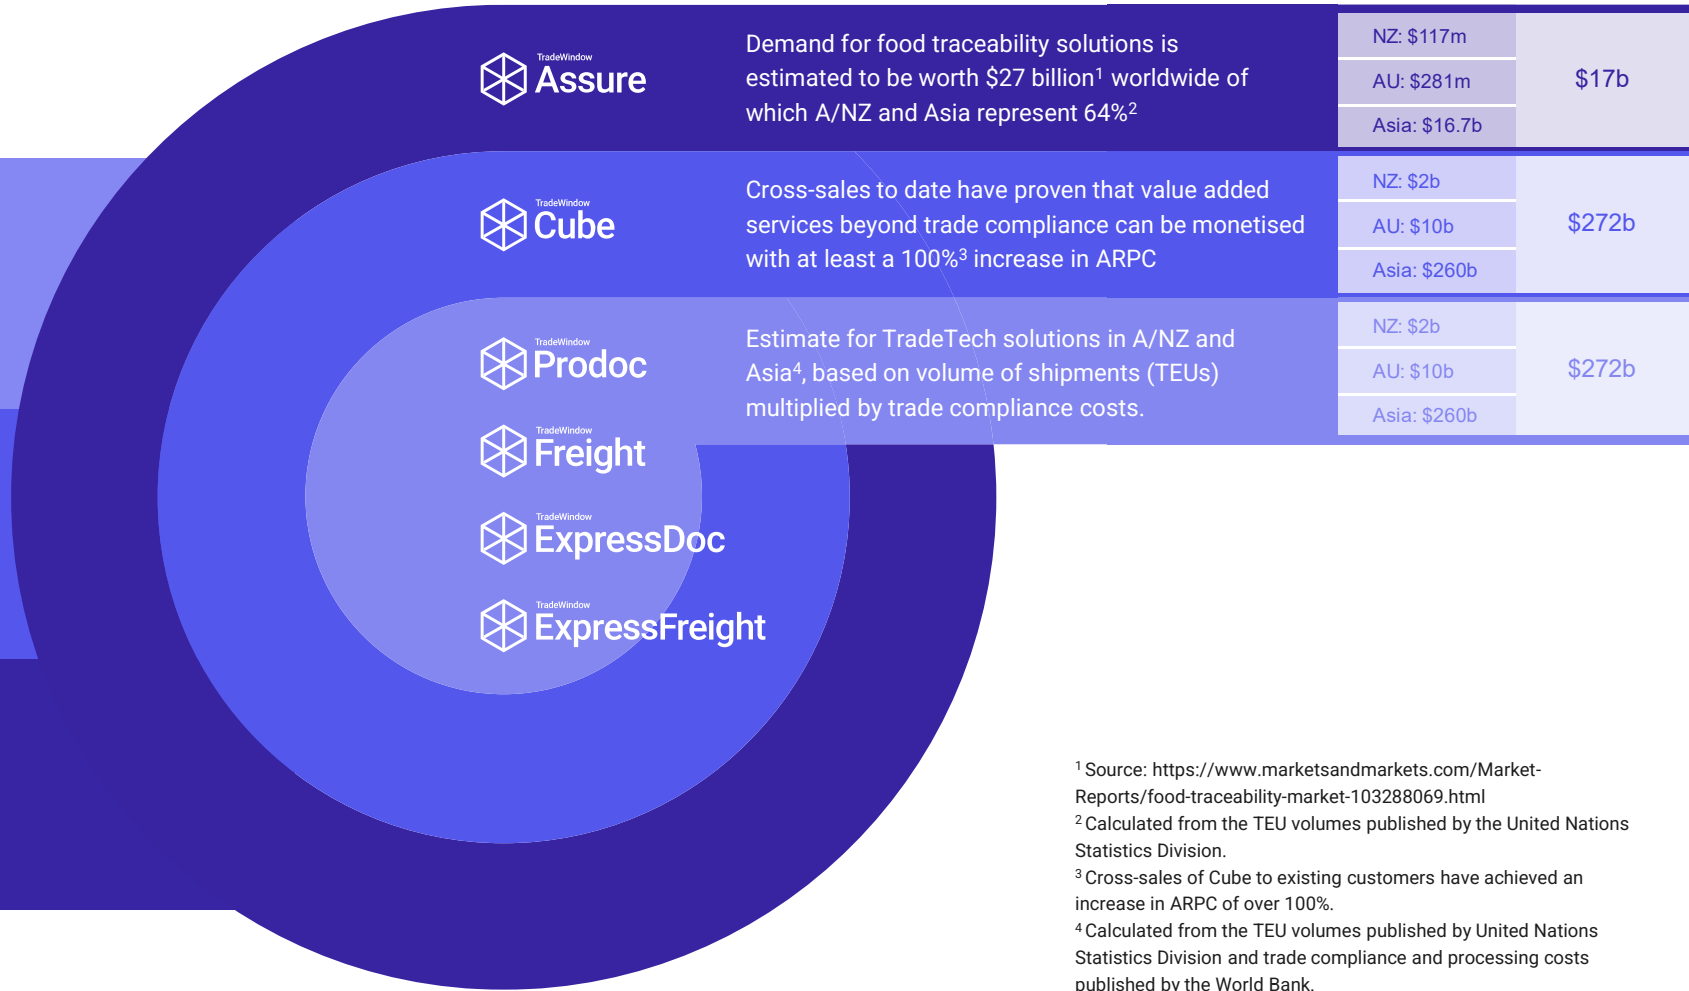 TradeWindow
Assure
Demand for food traceability solutions is
estimated to be worth $27 billion¹ worldwide of
which A/NZ and Asia represent 64%²
NZ: $117m
AU: $281m
Asia: $16.7b
$17b
TradeWindow
Cube
Cross-sales to date have proven that value added
services beyond trade compliance can be monetised
with at least a 100%³ increase in ARPC
NZ: $2b
AU: $10b
Asia: $260b
$272b
TradeWindow
Prodoc
Estimate for TradeTech solutions in A/NZ and
Asia⁴, based on volume of shipments (TEUs)
multiplied by trade compliance costs.
NZ: $2b
AU: $10b
Asia: $260b
$272b
TradeWindow
Freight
TradeWindow
ExpressDoc
TradeWindow
ExpressFreight
¹ Source: https://www.marketsandmarkets.com/Market-
Reports/food-traceability-market-103288069.html
² Calculated from the TEU volumes published by the United Nations
Statistics Division.
³ Cross-sales of Cube to existing customers have achieved an
increase in ARPC of over 100%.
⁴ Calculated from the TEU volumes published by United Nations
Statistics Division and trade compliance and processing costs
published by the World Bank.